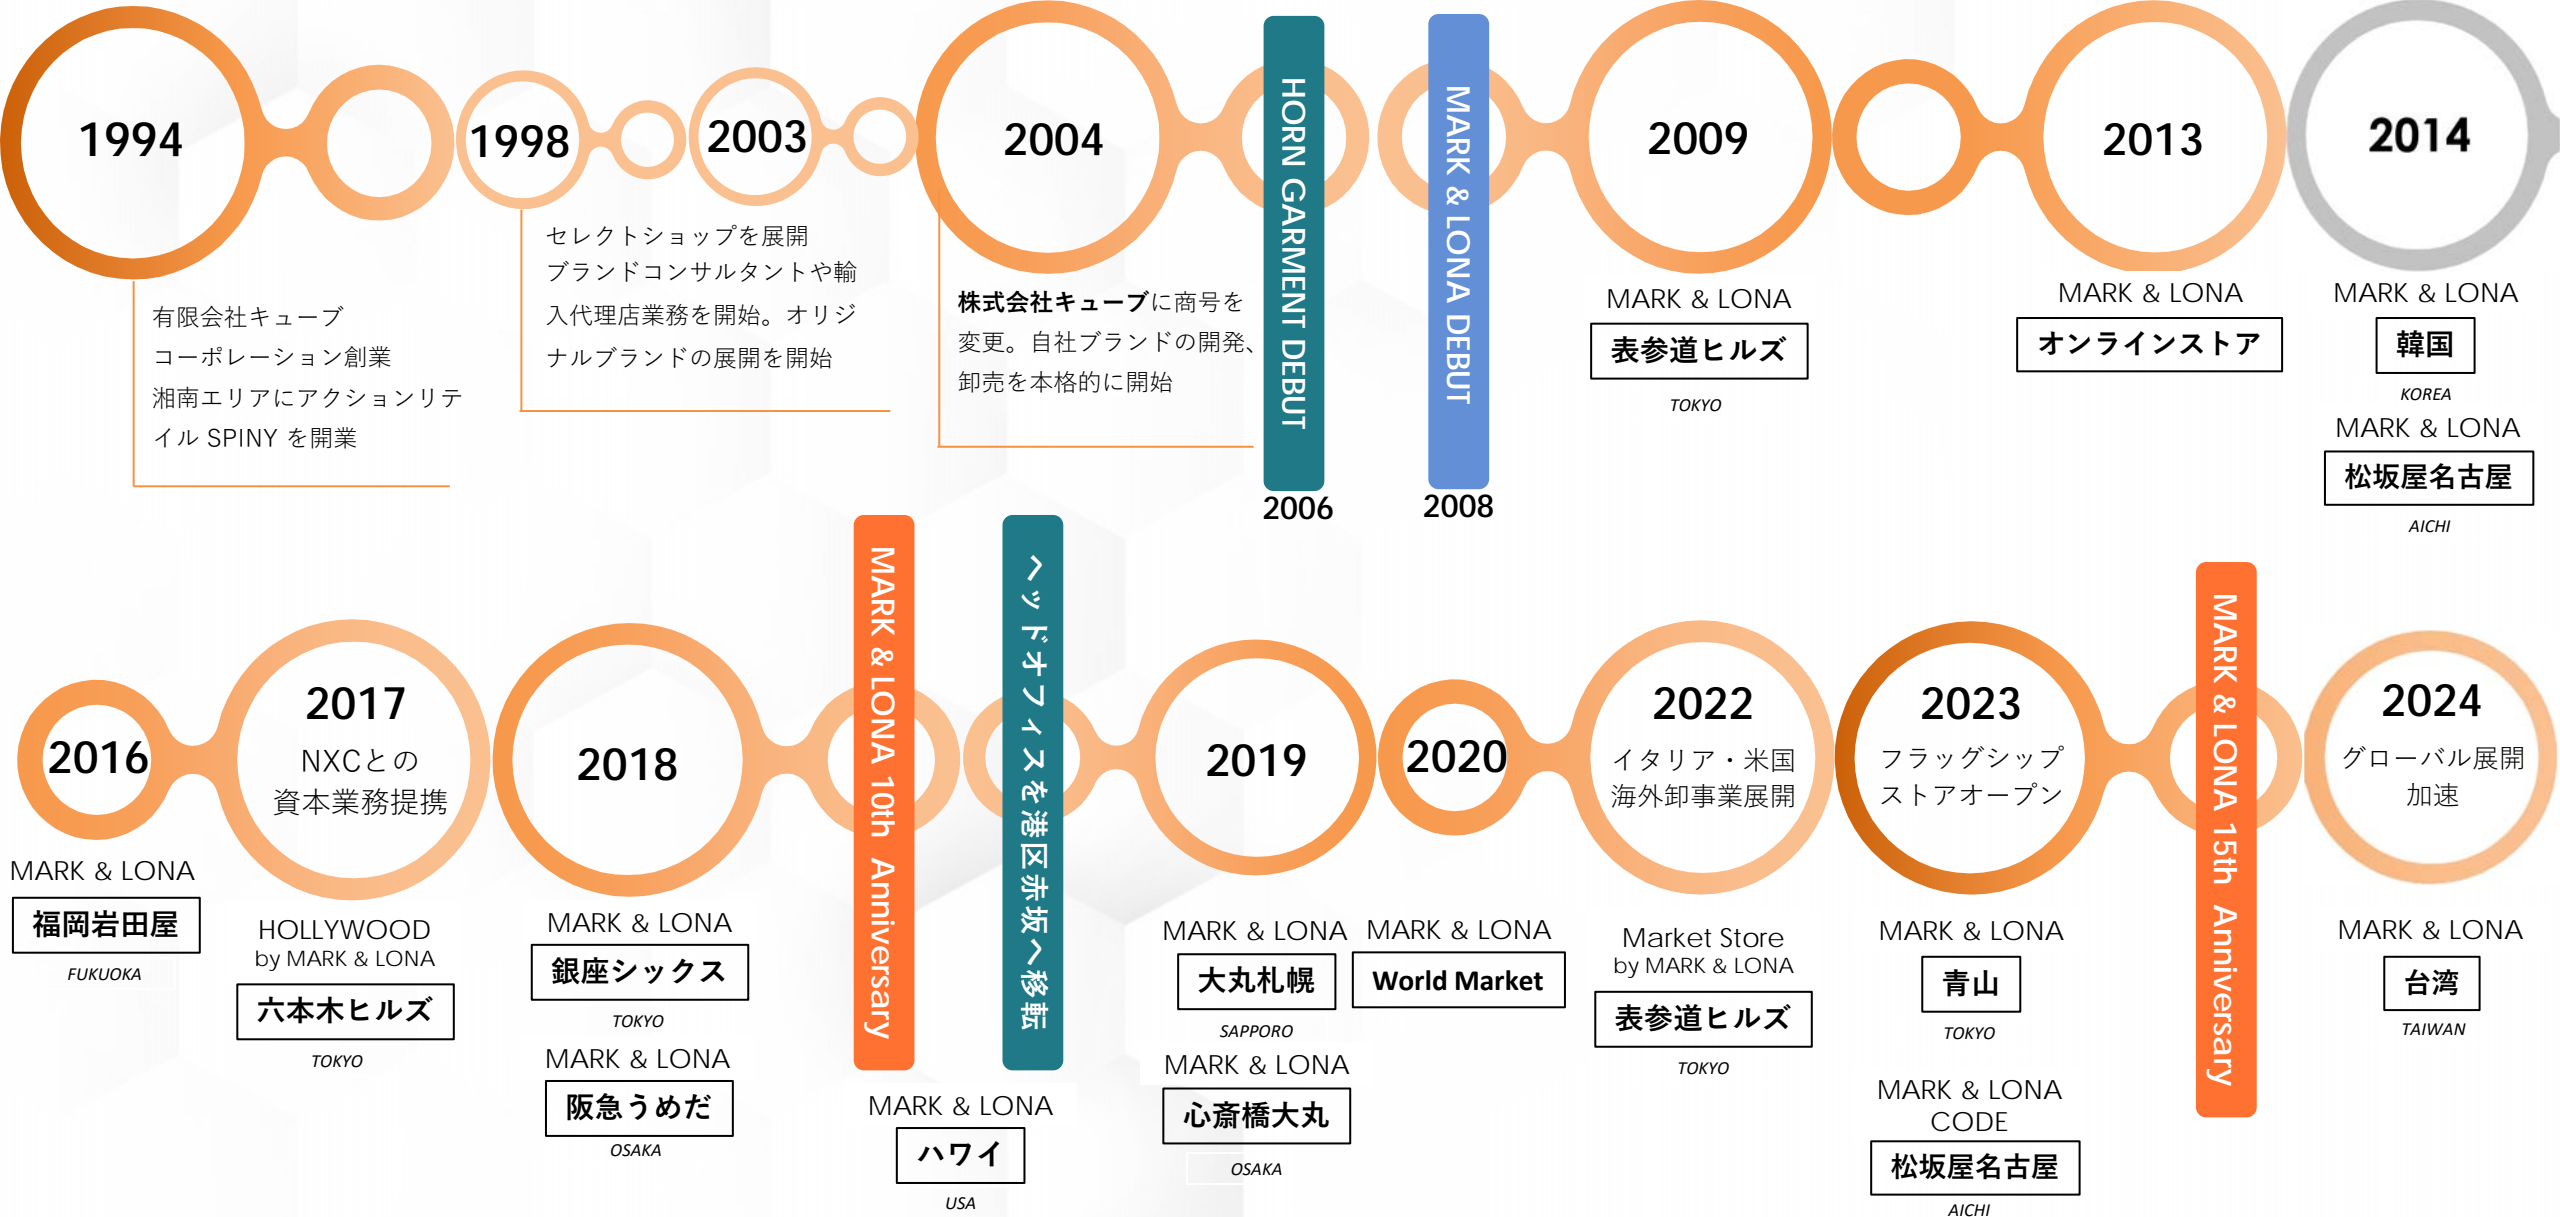 1994
有限会社キューブ
コーポレーション創業
湘南エリアにアクションリテ
イル SPINY を開業
1998
セレクトショップを展開
ブランドコンサルタントや輸
入代理店業務を開始。オリジ
ナルブランドの展開を開始
2003
2004
株式会社キューブに商号を
変更。自社ブランドの開発、
卸売を本格的に開始
HORN GARMENT DEBUT
2006
MARK & LONA DEBUT
2008
2009
MARK & LONA
表参道ヒルズ
TOKYO
2013
MARK & LONA
オンラインストア
2014
MARK & LONA
韓国
KOREA
MARK & LONA
松坂屋名古屋
AICHI
2016
MARK & LONA
福岡岩田屋
FUKUOKA
2017
NXCとの
資本業務提携
HOLLYWOOD
by MARK & LONA
六本木ヒルズ
TOKYO
2018
MARK & LONA
銀座シックス
TOKYO
MARK & LONA
阪急うめだ
OSAKA
MARK & LONA 10th Anniversary
MARK & LONA
ハワイ
USA
ヘッドオフィスを港区赤坂へ移転
2019
MARK & LONA
大丸札幌
SAPPORO
MARK & LONA
心斎橋大丸
OSAKA
2020
MARK & LONA
World Market
2022
イタリア・米国
海外卸事業展開
Market Store
by MARK & LONA
表参道ヒルズ
TOKYO
2023
フラッグシップ
ストアオープン
MARK & LONA
青山
TOKYO
MARK & LONA
CODE
松坂屋名古屋
AICHI
MARK & LONA 15th Anniversary
2024
グローバル展開
加速
MARK & LONA
台湾
TAIWAN